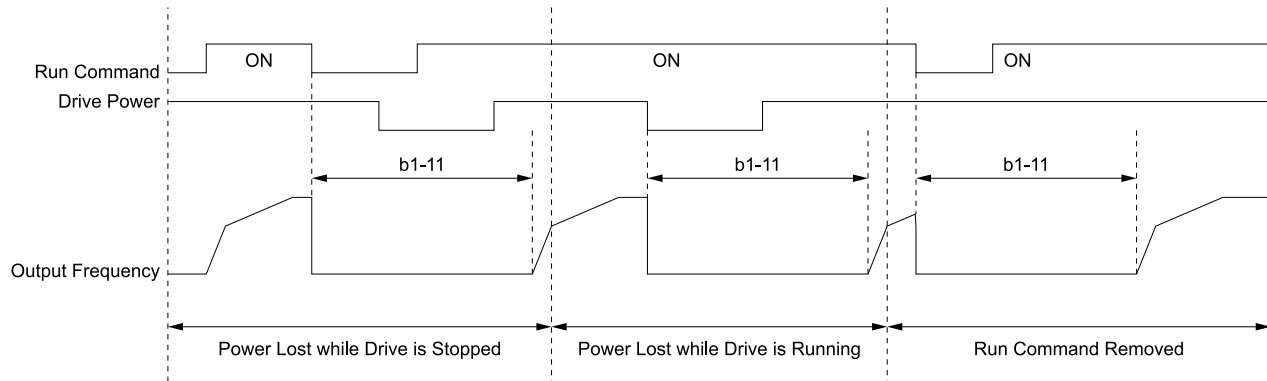 Run Command
ON
ON
ON
Drive Power
b1-11
b1-11
b1-11
Output Frequency
Power Lost while Drive is Stopped
Power Lost while Drive is Running
Run Command Removed